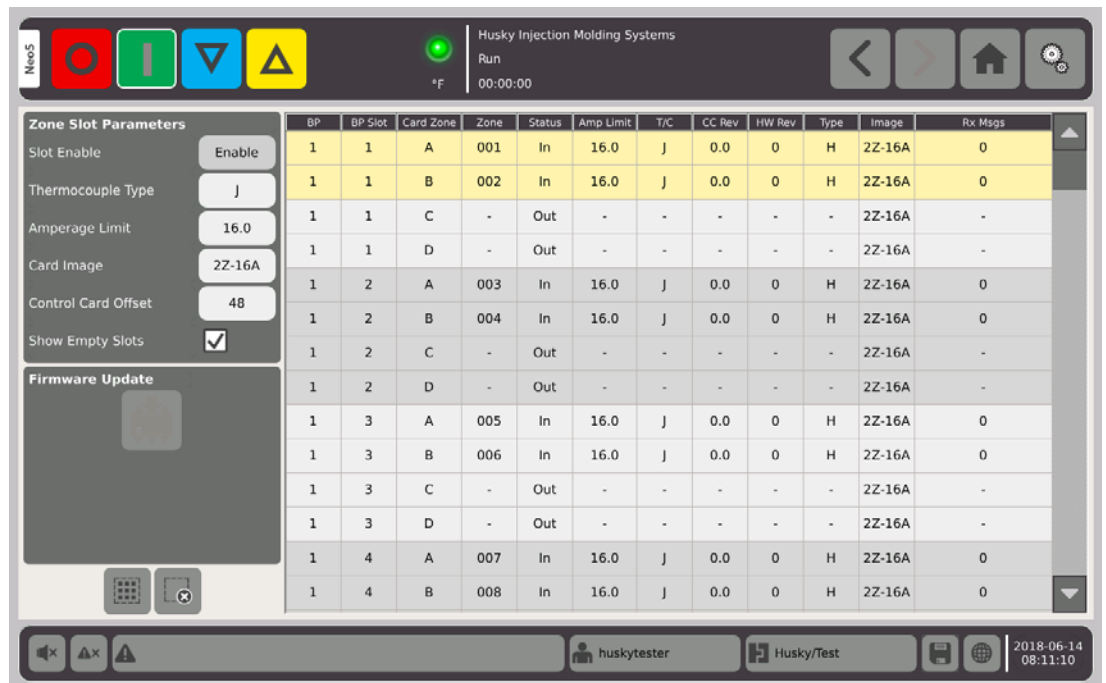 NeoS
°F
Husky Injection Molding Systems
Run
00:00:00
Zone Slot Parameters
Slot Enable Enable
Thermocouple Type J
Amperage Limit 16.0
Card Image 2Z-16A
Control Card Offset 48
Show Empty Slots
Firmware Update
BP BP Slot Card Zone Zone Status Amp Limit T/C CC Rev HW Rev Type Image Rx Msgs
1 1 A 001 In 16.0 J 0.0 0 H 2Z-16A 0
1 1 B 002 In 16.0 J 0.0 0 H 2Z-16A 0
1 1 C - Out - - - - - 2Z-16A -
1 1 D - Out - - - - - 2Z-16A -
1 2 A 003 In 16.0 J 0.0 0 H 2Z-16A 0
1 2 B 004 In 16.0 J 0.0 0 H 2Z-16A 0
1 2 C - Out - - - - - 2Z-16A -
1 2 D - Out - - - - - 2Z-16A -
1 3 A 005 In 16.0 J 0.0 0 H 2Z-16A 0
1 3 B 006 In 16.0 J 0.0 0 H 2Z-16A 0
1 3 C - Out - - - - - 2Z-16A -
1 3 D - Out - - - - - 2Z-16A -
1 4 A 007 In 16.0 J 0.0 0 H 2Z-16A 0
1 4 B 008 In 16.0 J 0.0 0 H 2Z-16A 0
huskytester
Husky/Test
2018-06-14
08:11:10